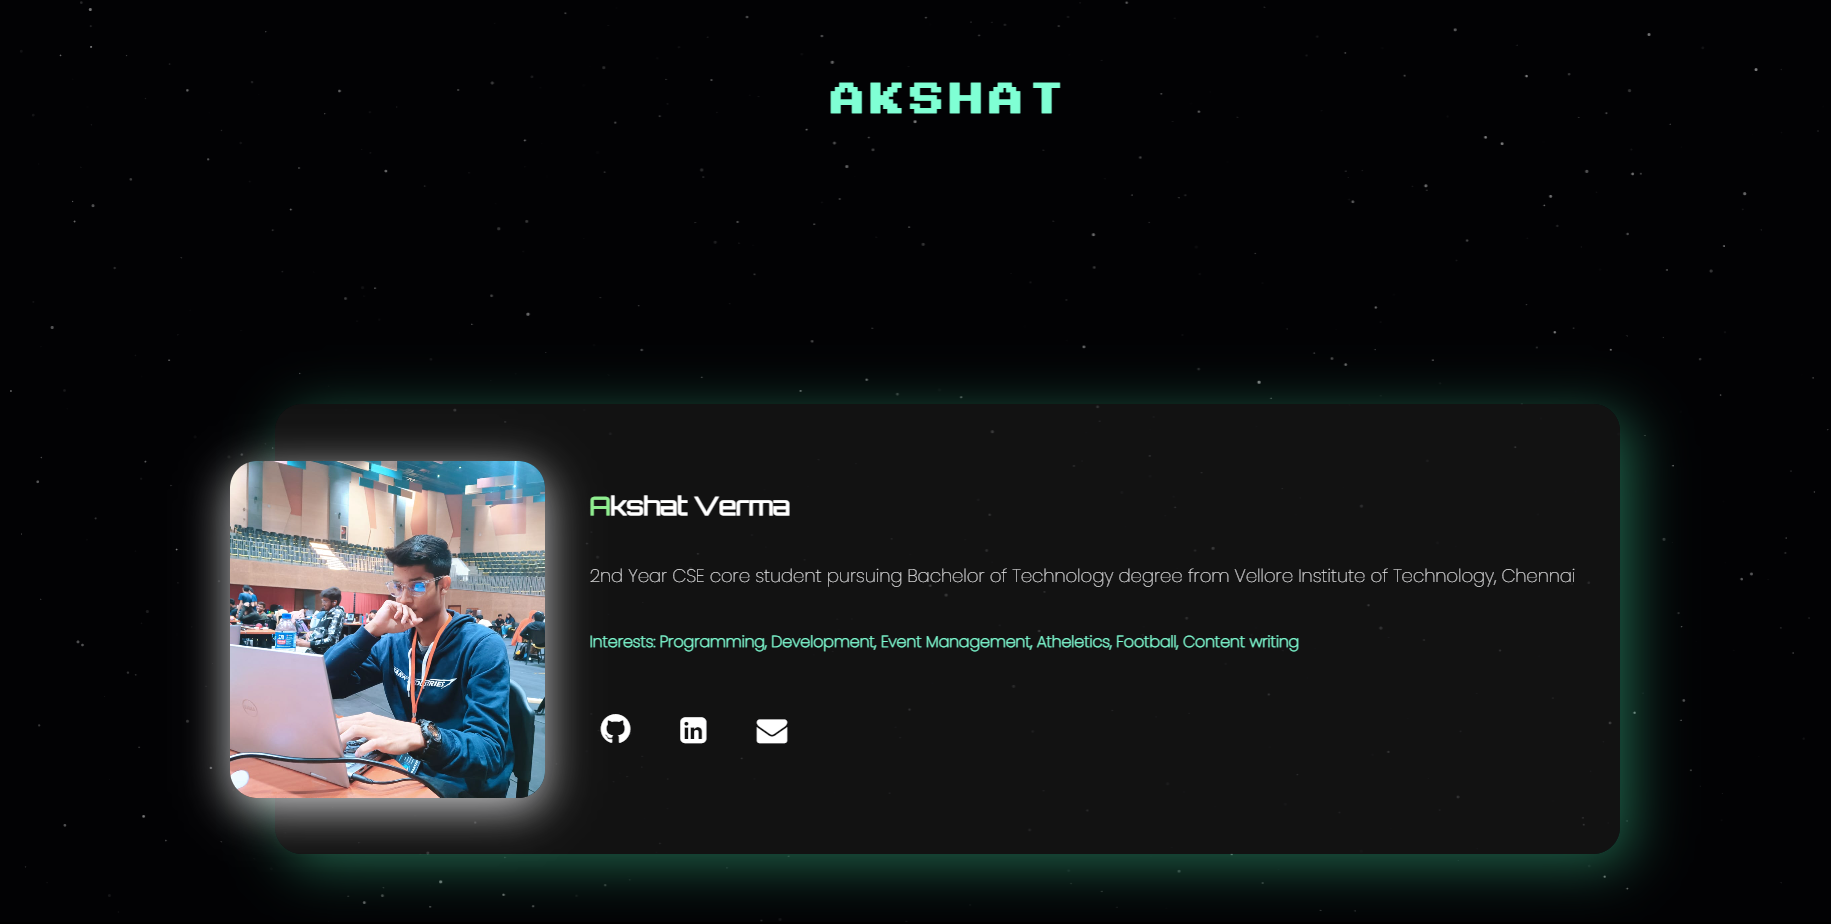 AKSHAT
Akshat Verma
2nd Year CSE core student pursuing Bachelor of Technology degree from Vellore Institute of Technology, Chennai
Interests: Programming, Development, Event Management, Atheletics, Football, Content writing
in